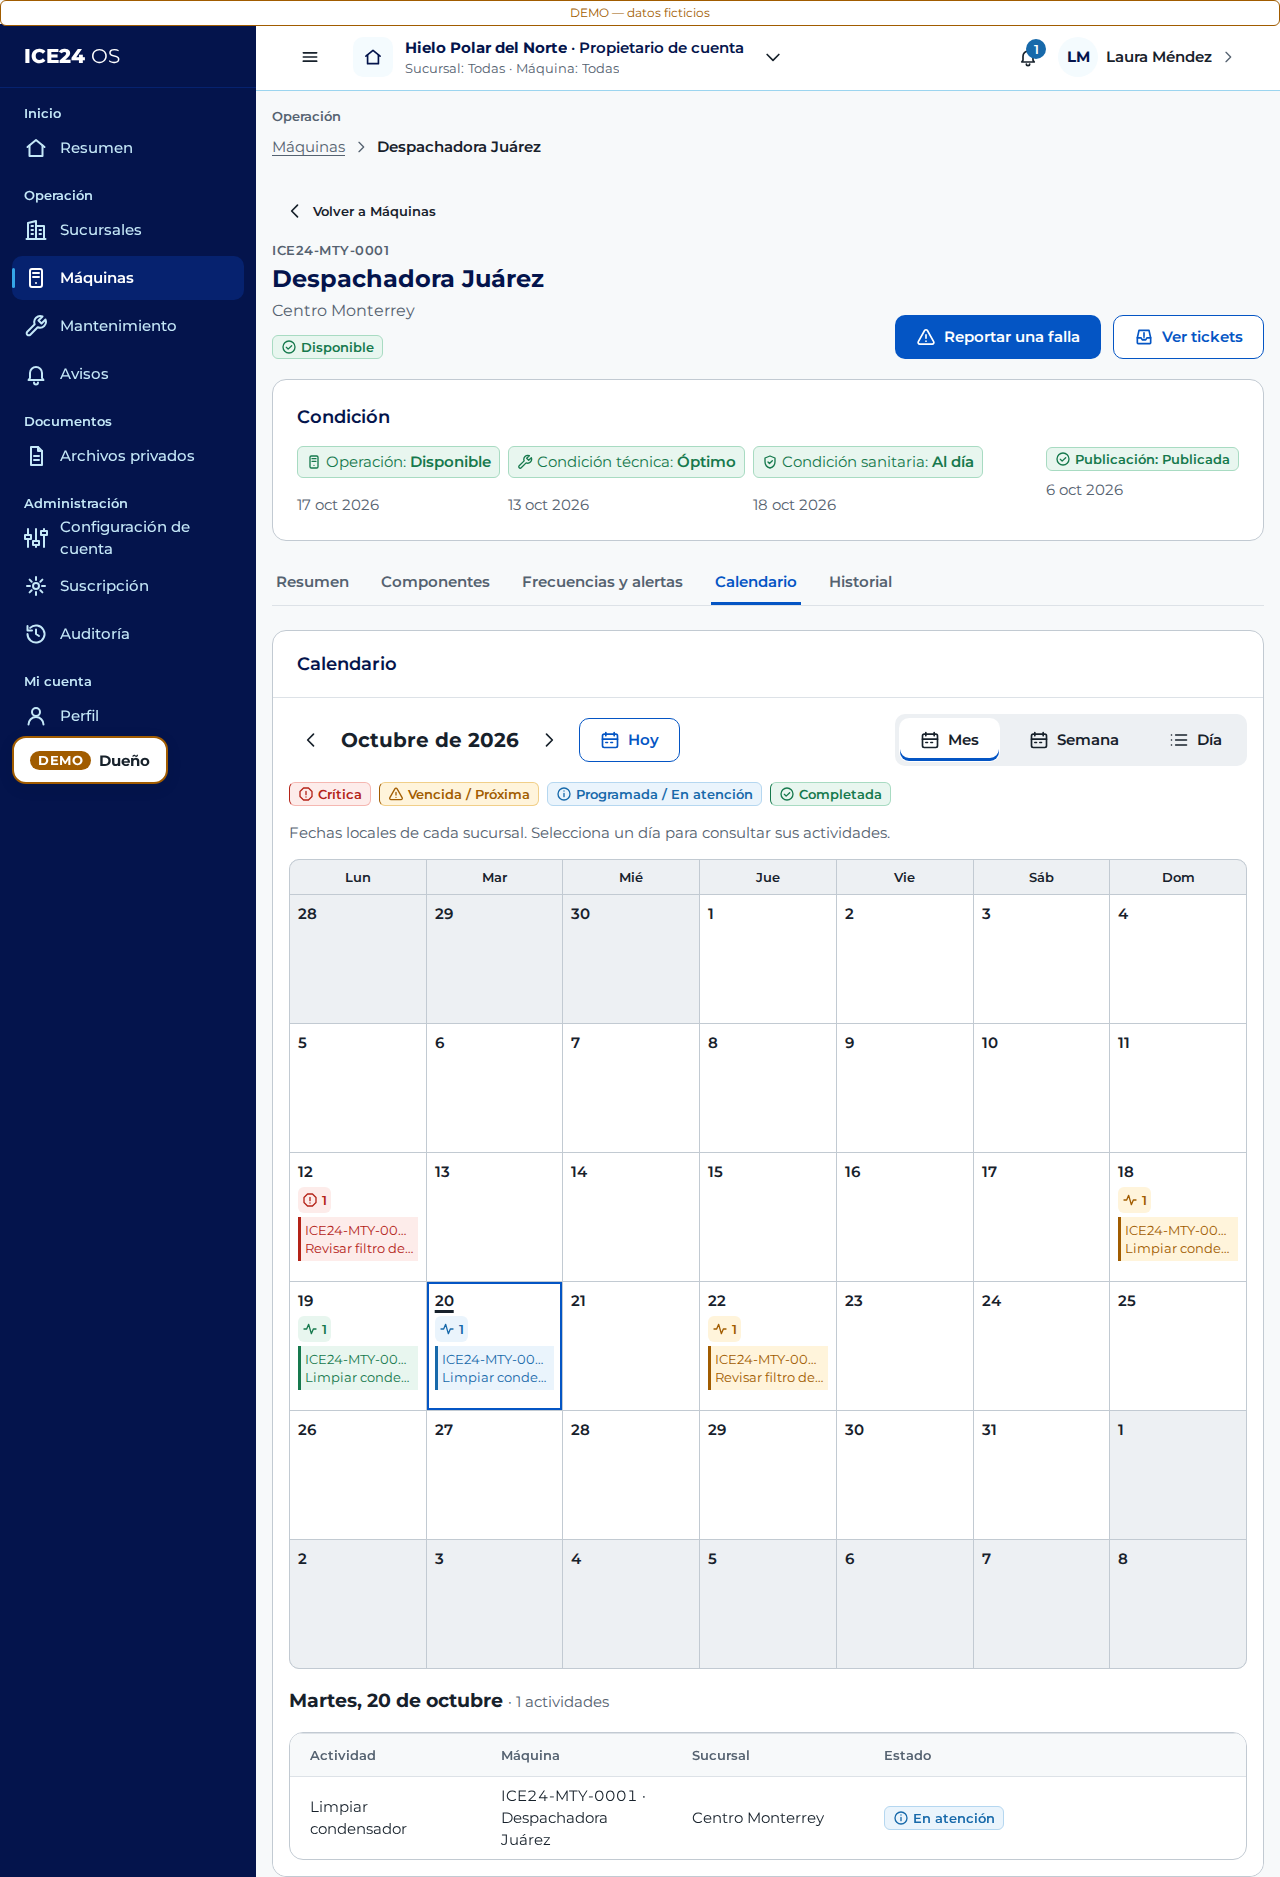 DEMO — datos ficticios
ICE24 OS
Inicio
Resumen
Operación
Sucursales
Máquinas
Mantenimiento
Avisos
Documentos
Archivos privados
Administración
Configuración de
cuenta
Suscripción
Auditoría
Mi cuenta
Perfil
DEMO Dueño
Hielo Polar del Norte · Propietario de cuenta
Sucursal: Todas · Máquina: Todas
1
LM Laura Méndez
Operación
Máquinas Despachadora Juárez
Volver a Máquinas
ICE24-MTY-0001
Despachadora Juárez
Centro Monterrey
Disponible
Reportar una falla
Ver tickets
Condición
Operación: Disponible
17 oct 2026
Condición técnica: Óptimo
13 oct 2026
Condición sanitaria: Al día
18 oct 2026
Publicación: Publicada
6 oct 2026
Resumen Componentes Frecuencias y alertas Calendario Historial
Calendario
Octubre de 2026
Hoy
Mes Semana Día
Crítica Vencida / Próxima Programada / En atención Completada
Fechas locales de cada sucursal. Selecciona un día para consultar sus actividades.
Lun Mar Mié Jue Vie Sáb Dom
28 29 30 1 2 3 4
5 6 7 8 9 10 11
12 13 14 15 16 17 18
1 1
ICE24-MTY-00... ICE24-MTY-00...
Revisar filtro de... Limpiar conde...
19 20 21 22 23 24 25
1 1 1
ICE24-MTY-00... ICE24-MTY-00... ICE24-MTY-00...
Limpiar conde... Limpiar conde... Revisar filtro de...
26 27 28 29 30 31 1
2 3 4 5 6 7 8
Martes, 20 de octubre · 1 actividades
Actividad Máquina Sucursal Estado
Limpiar
condensador
ICE24-MTY-0001 ·
Despachadora
Juárez
Centro Monterrey
En atención